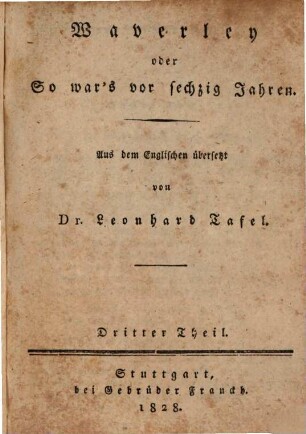 Waverley
oder
So war's vor sechzig Jahren.
Aus dem Englischen übersetzt
von
Dr. Leonhard Tafel.
Dritter Theil.
Stuttgart,
bei Gebrüder Franckh.
1828.